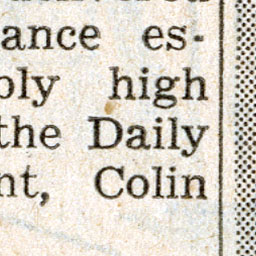 ance es-
bly high
the Daily
nt, Colin